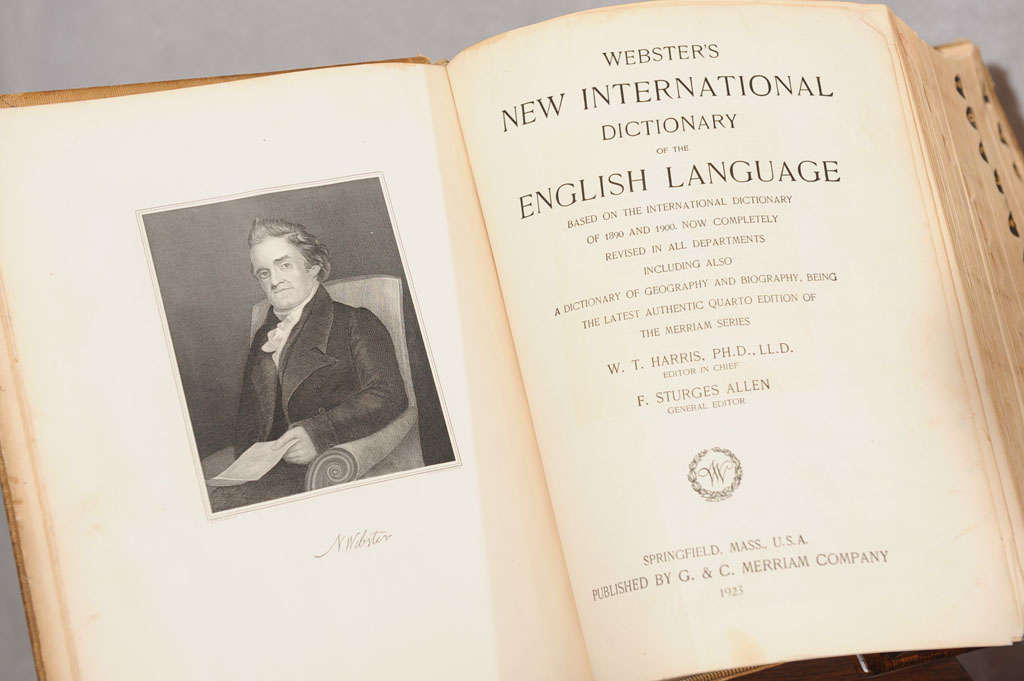 N Webster
WEBSTER'S
NEW INTERNATIONAL
DICTIONARY
OF THE
ENGLISH LANGUAGE
BASED ON THE INTERNATIONAL DICTIONARY
OF 1890 AND 1900. NOW COMPLETELY
REVISED IN ALL DEPARTMENTS
INCLUDING ALSO
A DICTIONARY OF GEOGRAPHY AND BIOGRAPHY, BEING
THE LATEST AUTHENTIC QUARTO EDITION OF
THE MERRIAM SERIES
W. T. HARRIS, PH.D., LL.D.
EDITOR IN CHIEF
F. STURGES ALLEN
GENERAL EDITOR
W
SPRINGFIELD, MASS., U.S.A.
PUBLISHED BY G. & C. MERRIAM COMPANY
1923